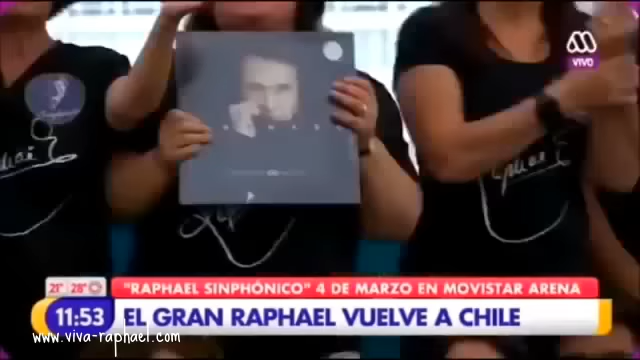 VIVO
21° 28°
"RAPHAEL SINPHÓNICO" 4 DE MARZO EN MOVISTAR ARENA
11:53 EL GRAN RAPHAEL VUELVE A CHILE
www.viva-raphael.com